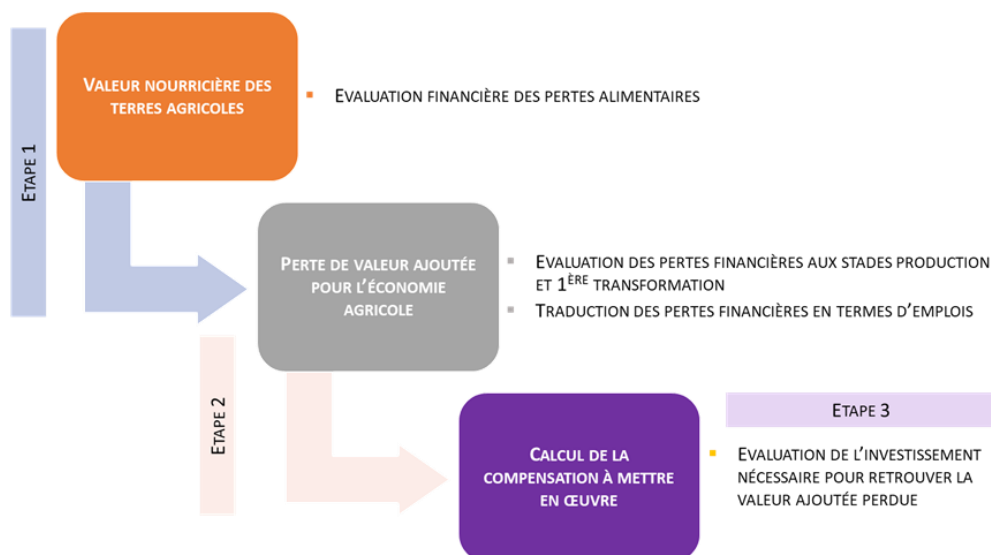 ETAPE 1
VALEUR NOURRICIÈRE DES
TERRES AGRICOLES
EVALUATION FINANCIÈRE DES PERTES ALIMENTAIRES
PERTE DE VALEUR AJOUTÉE
POUR L'ÉCONOMIE
AGRICOLE
EVALUATION DES PERTES FINANCIÈRES AUX STADES PRODUCTION
ET 1ÈRE TRANSFORMATION
TRADUCTION DES PERTES FINANCIÈRES EN TERMES D'EMPLOIS
ETAPE 2
CALCUL DE LA
COMPENSATION À METTRE
EN ŒUVRE
ETAPE 3
EVALUATION DE L'INVESTISSEMENT
NÉCESSAIRE POUR RETROUVER LA
VALEUR AJOUTÉE PERDUE